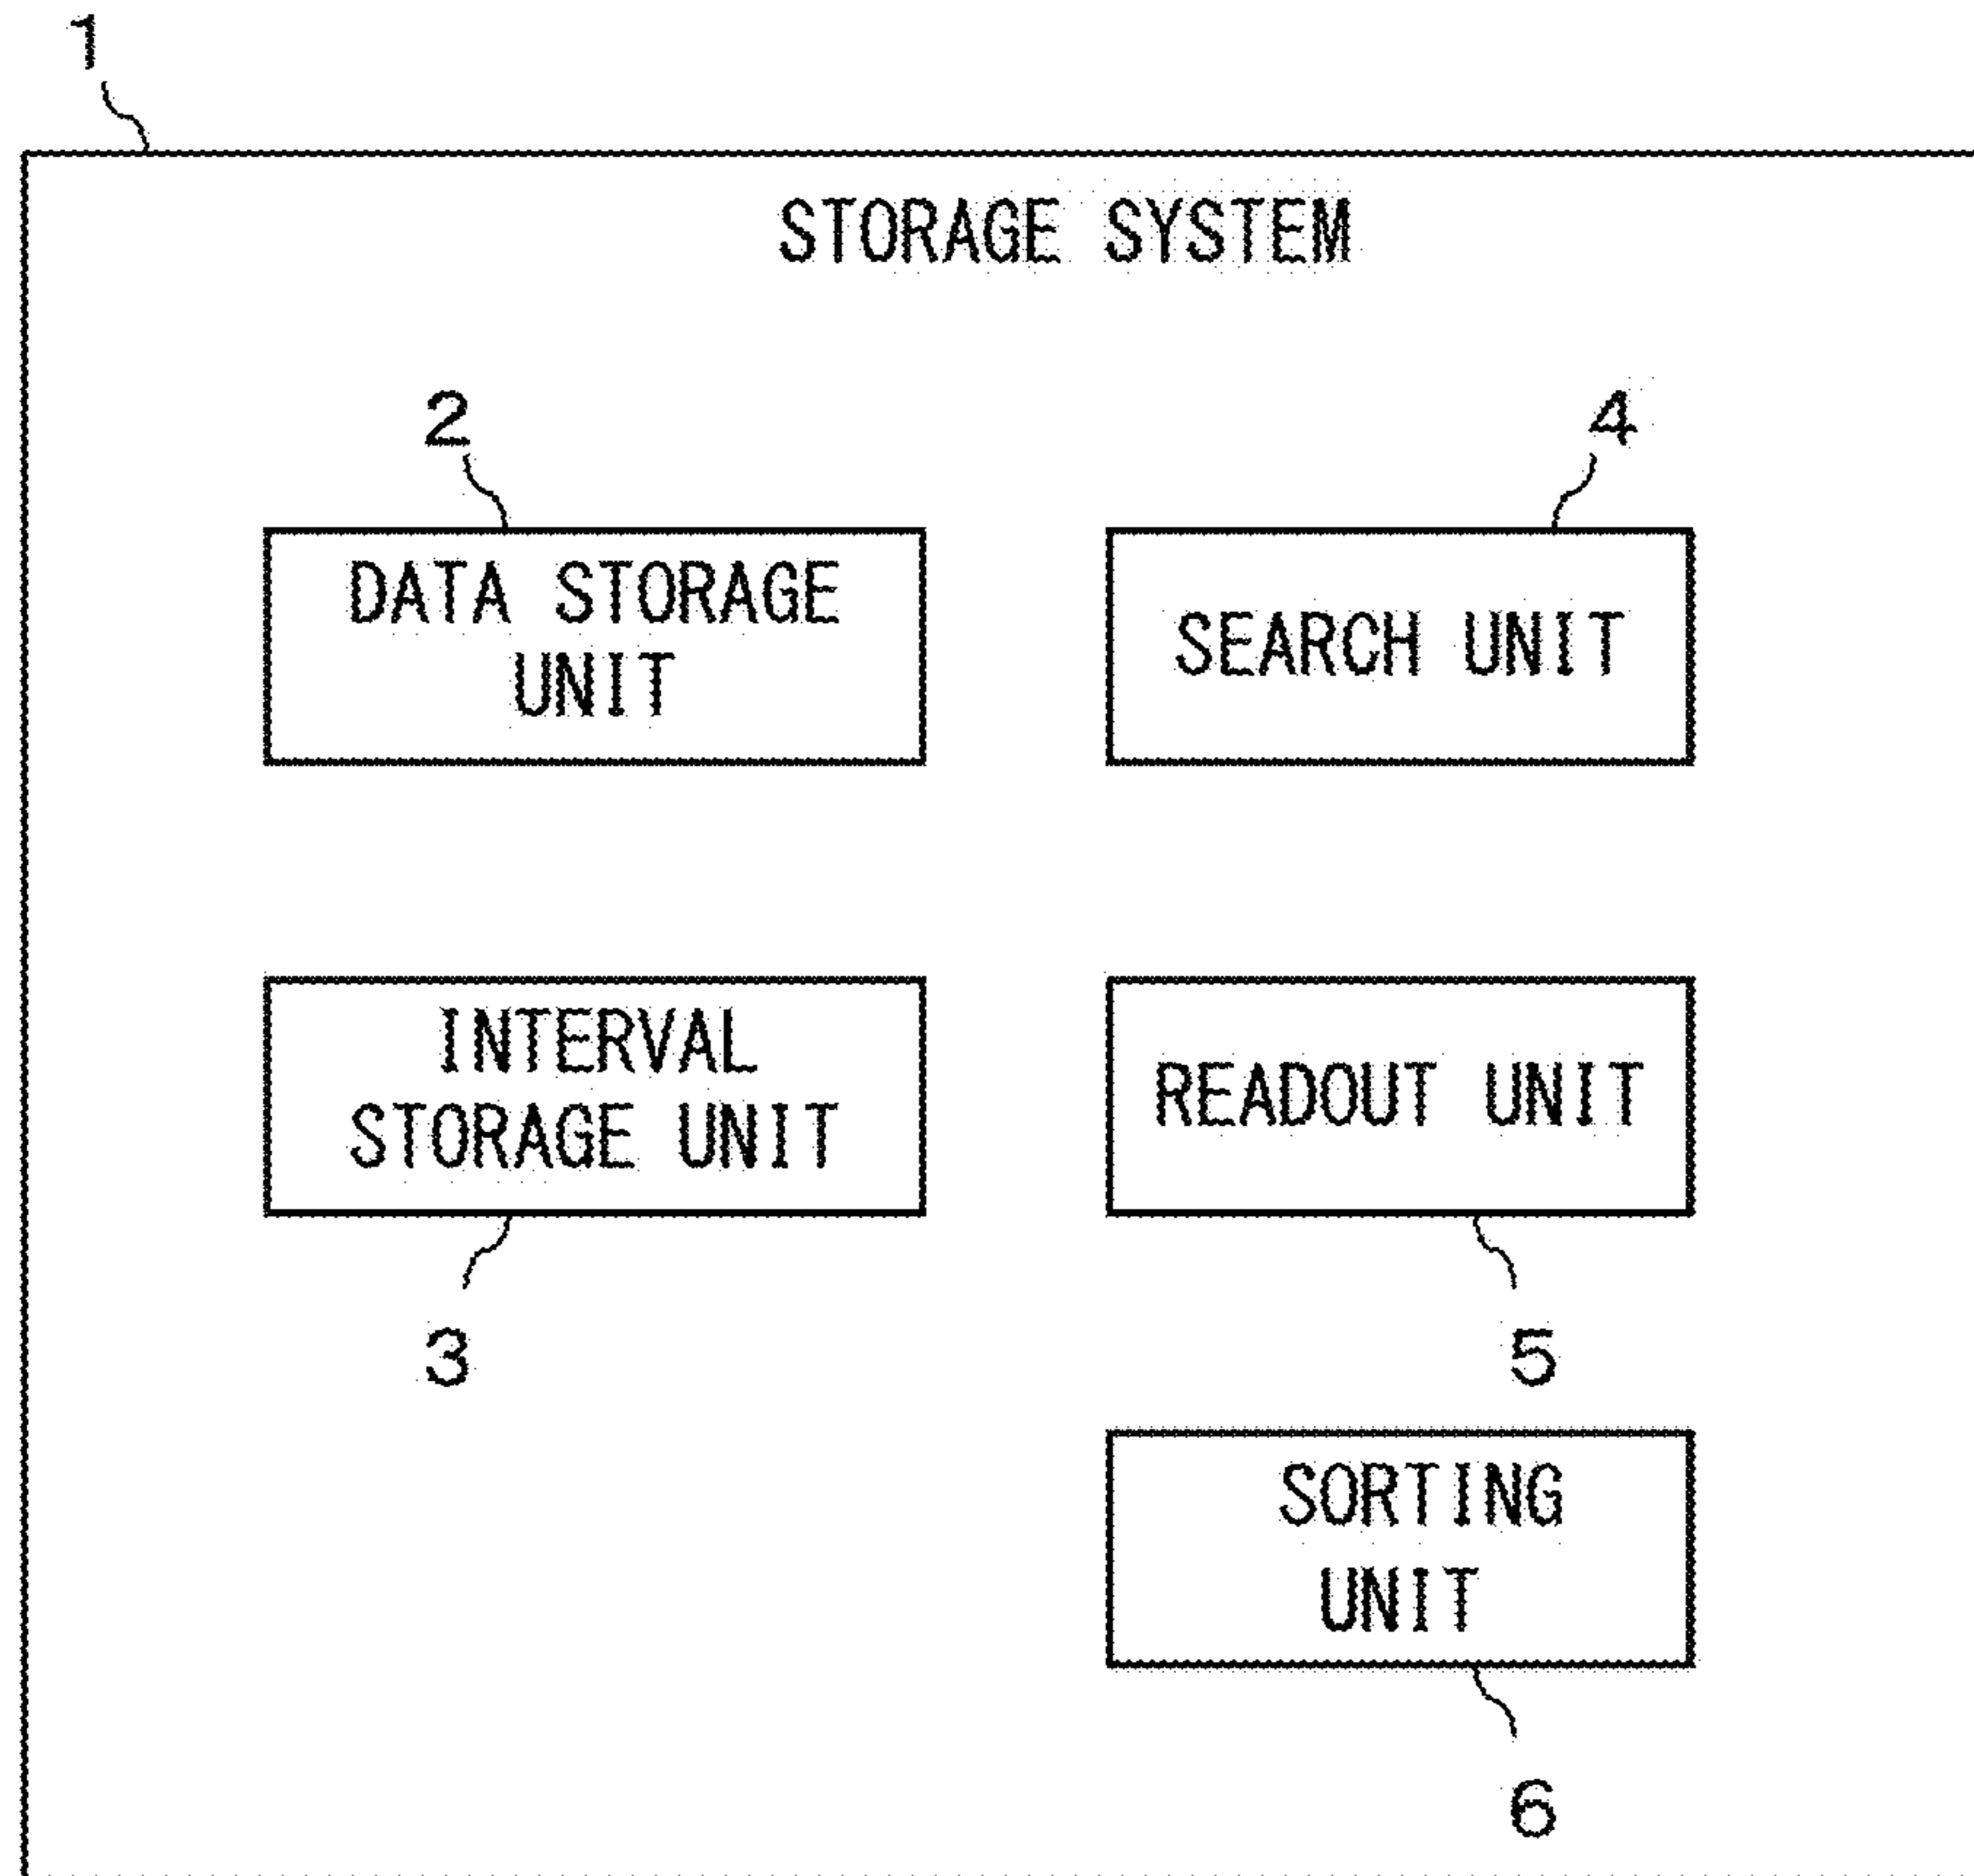 1
STORAGE SYSTEM
2
4
DATA STORAGE
UNIT
SEARCH UNIT
INTERVAL
STORAGE UNIT
READOUT UNIT
3
5
SORTING
UNIT
6